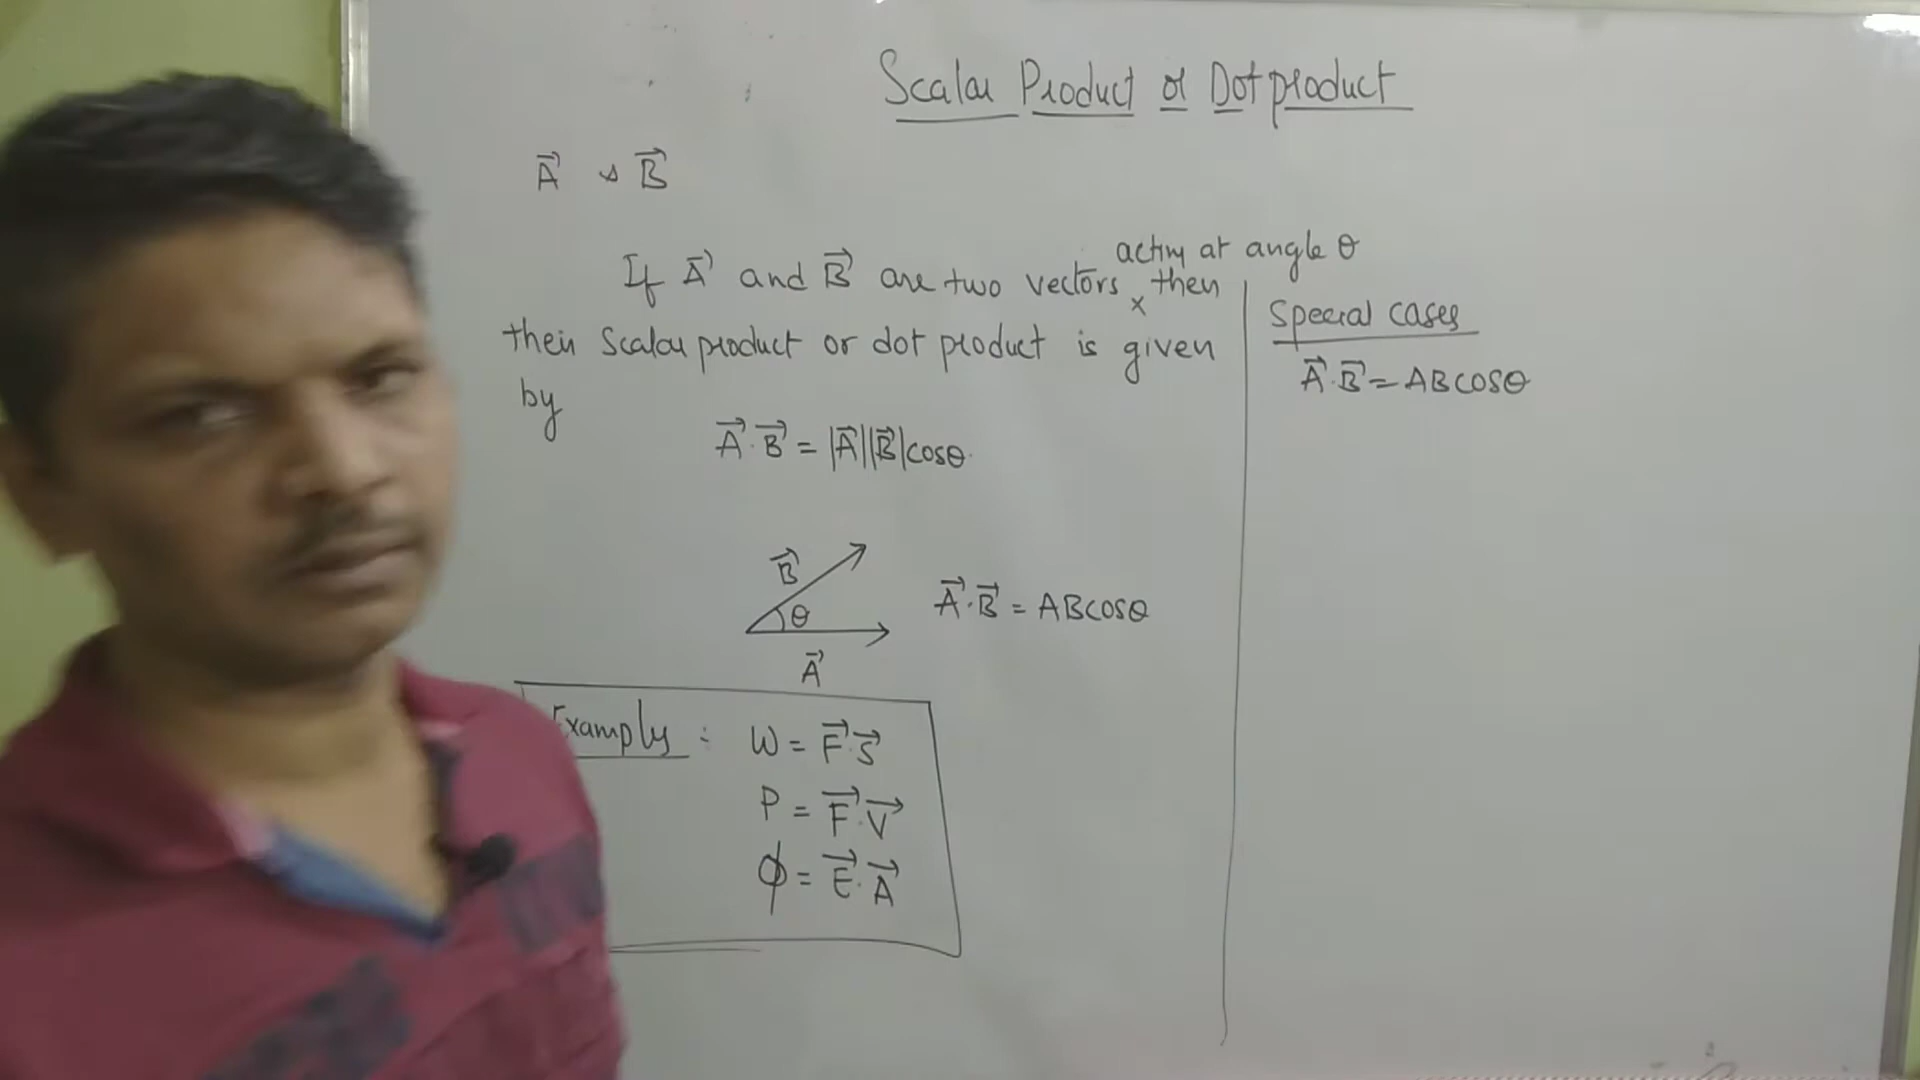 Scalar Product or Dot product
A⃗ & B⃗
acting at angle θ
If A⃗ and B⃗ are two vectors × then
their scalar product or dot product is given
by
A⃗·B⃗ = |A⃗||B⃗|cosθ
B⃗
θ
A⃗
A⃗·B⃗ = ABcosθ
Examples :
W = F⃗·S⃗
P = F⃗·V⃗
ϕ = E⃗·A⃗
Special cases
A⃗·B⃗ = ABcosθ